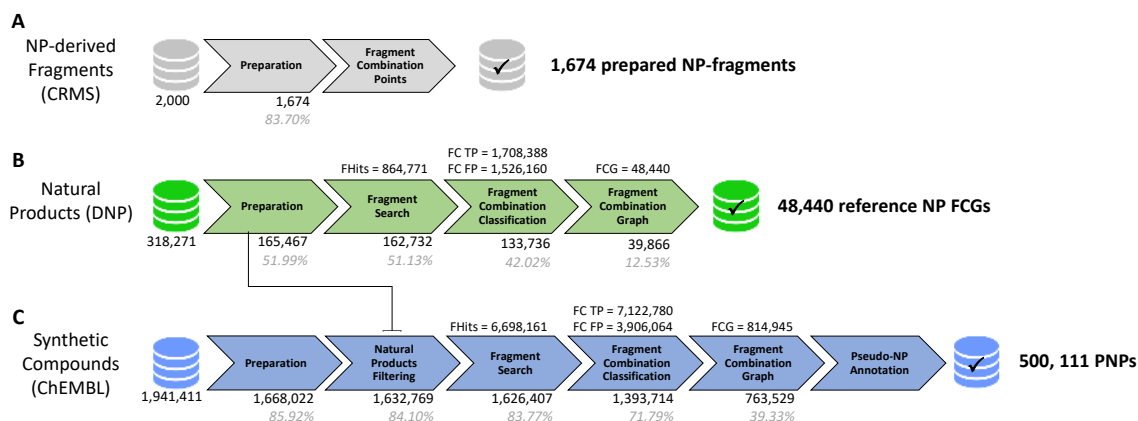 A
NP-derived
Fragments
(CRMS)
2,000
Preparation
1,674
83.70%
Fragment
Combination
Points
1,674 prepared NP-fragments
B
Natural
Products (DNP)
318,271
Preparation
165,467
51.99%
FHits = 864,771
Fragment
Search
162,732
51.13%
FC TP = 1,708,388
FC FP = 1,526,160
Fragment
Combination
Classification
133,736
42.02%
FCG = 48,440
Fragment
Combination
Graph
39,866
12.53%
48,440 reference NP FCGs
C
Synthetic
Compounds
(ChEMBL)
1,941,411
Preparation
1,668,022
85.92%
Natural
Products
Filtering
1,632,769
84.10%
FHits = 6,698,161
Fragment
Search
1,626,407
83.77%
FC TP = 7,122,780
FC FP = 3,906,064
Fragment
Combination
Classification
1,393,714
71.79%
FCG = 814,945
Fragment
Combination
Graph
763,529
39.33%
Pseudo-NP
Annotation
500, 111 PNPs